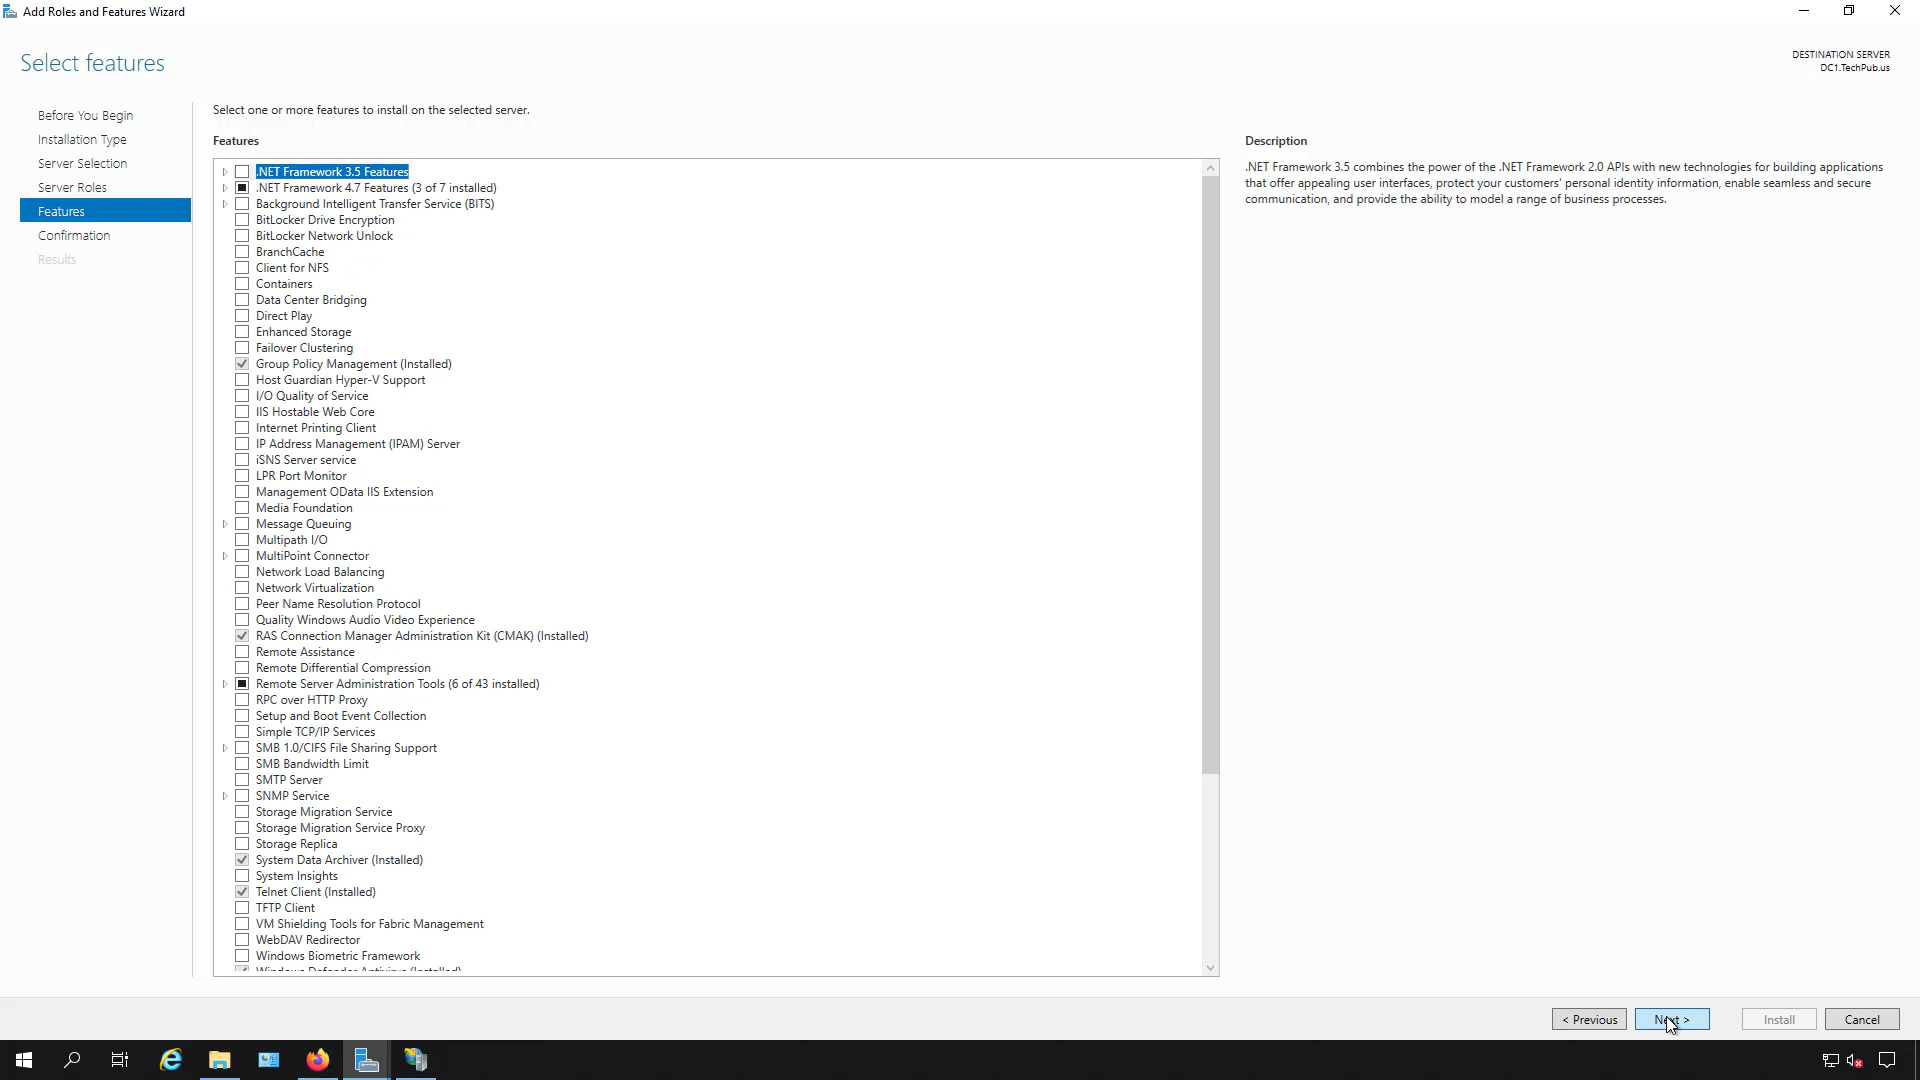 Add Roles and Features Wizard
Select features
DESTINATION SERVER
DC1.TechPub.us
Before You Begin
Installation Type
Server Selection
Server Roles
Features
Confirmation
Results
Select one or more features to install on the selected server.
Features
.NET Framework 3.5 Features
.NET Framework 4.7 Features (3 of 7 installed)
Background Intelligent Transfer Service (BITS)
BitLocker Drive Encryption
BitLocker Network Unlock
BranchCache
Client for NFS
Containers
Data Center Bridging
Direct Play
Enhanced Storage
Failover Clustering
Group Policy Management (Installed)
Host Guardian Hyper-V Support
I/O Quality of Service
IIS Hostable Web Core
Internet Printing Client
IP Address Management (IPAM) Server
iSNS Server service
LPR Port Monitor
Management OData IIS Extension
Media Foundation
Message Queuing
Multipath I/O
MultiPoint Connector
Network Load Balancing
Network Virtualization
Peer Name Resolution Protocol
Quality Windows Audio Video Experience
RAS Connection Manager Administration Kit (CMAK) (Installed)
Remote Assistance
Remote Differential Compression
Remote Server Administration Tools (6 of 43 installed)
RPC over HTTP Proxy
Setup and Boot Event Collection
Simple TCP/IP Services
SMB 1.0/CIFS File Sharing Support
SMB Bandwidth Limit
SMTP Server
SNMP Service
Storage Migration Service
Storage Migration Service Proxy
Storage Replica
System Data Archiver (Installed)
System Insights
Telnet Client (Installed)
TFTP Client
VM Shielding Tools for Fabric Management
WebDAV Redirector
Windows Biometric Framework
Windows Defender Antivirus (Installed)
Description
.NET Framework 3.5 combines the power of the .NET Framework 2.0 APIs with new technologies for building applications
that offer appealing user interfaces, protect your customers' personal identity information, enable seamless and secure
communication, and provide the ability to model a range of business processes.
< Previous
Next >
Install
Cancel